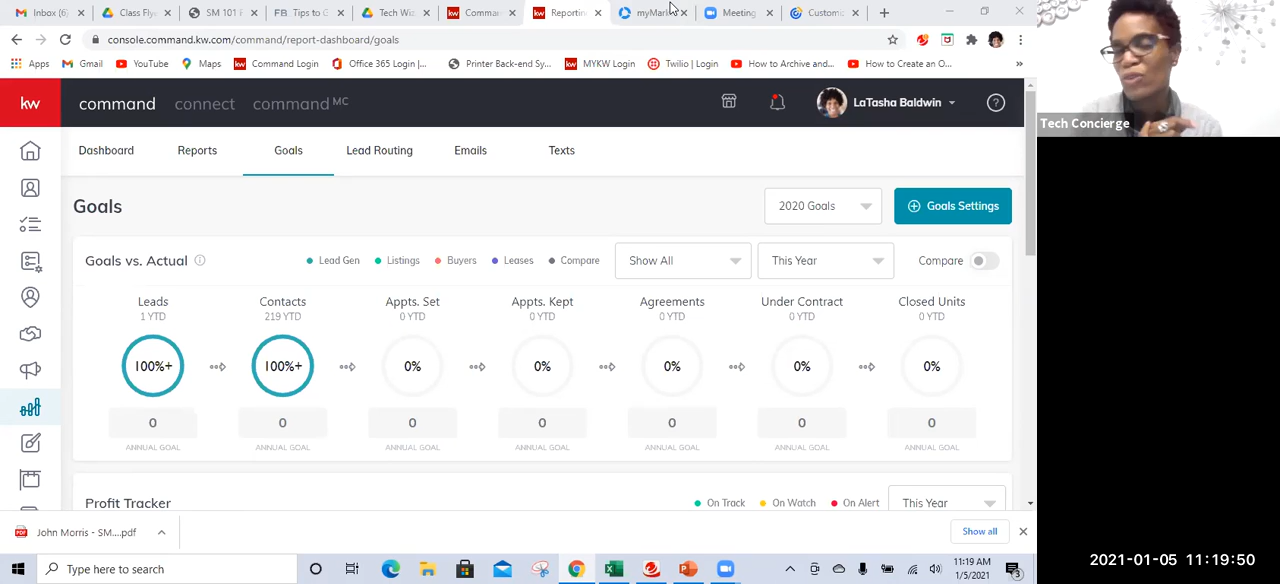 Inbox (6)
Class Fly
SM 101 F
FB Tips to G
Tech Wiz
kw Comman
kw Reportin
myMark
Meeting
Custom
console.command.kw.com/command/report-dashboard/goals
Apps
Gmail
YouTube
Maps
kw Command Login
Office 365 Login |...
Printer Back-end Sy...
kw MYKW Login
Twilio | Login
How to Archive and...
How to Create an O...
»
kw
command
connect
command MC
LaTasha Baldwin
?
Tech Concierge
Dashboard
Reports
Goals
Lead Routing
Emails
Texts
Goals
2020 Goals
Goals Settings
Goals vs. Actual
Lead Gen
Listings
Buyers
Leases
Compare
Show All
This Year
Compare
Leads
Contacts
Appts. Set
Appts. Kept
Agreements
Under Contract
Closed Units
1 YTD
219 YTD
0 YTD
0 YTD
0 YTD
0 YTD
0 YTD
100%+
100%+
0%
0%
0%
0%
0%
0
0
0
0
0
0
0
ANNUAL GOAL
ANNUAL GOAL
ANNUAL GOAL
ANNUAL GOAL
ANNUAL GOAL
ANNUAL GOAL
ANNUAL GOAL
Profit Tracker
On Track
On Watch
On Alert
This Year
John Morris - SM....pdf
Show all
Type here to search
11:19 AM
1/5/2021
3
2021-01-05 11:19:50